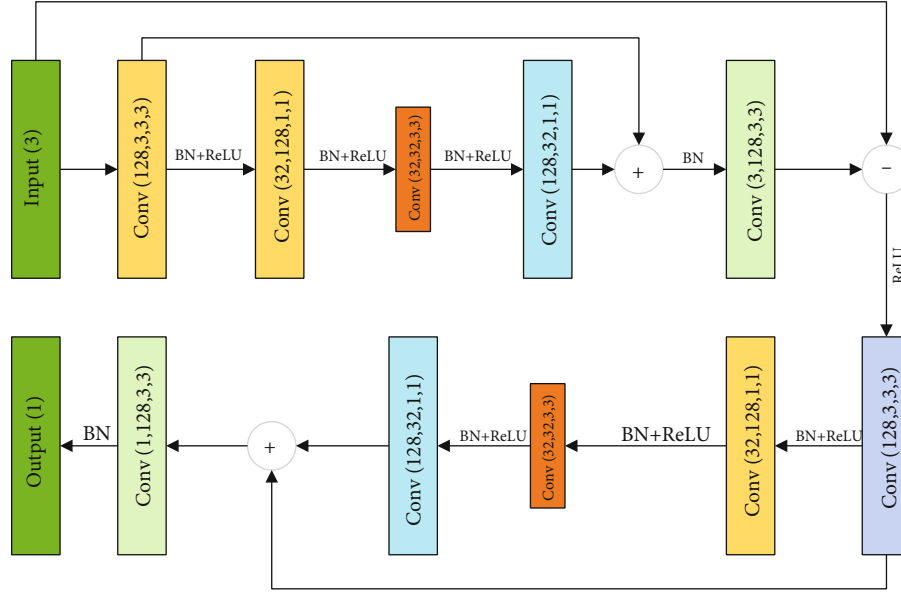 Input (3)
Conv (128,3,3,3)
BN+ReLU
Conv (32,128,1,1)
BN+ReLU
Conv (32,32,3,3)
BN+ReLU
Conv (128,32,1,1)
+
BN
Conv (3,128,3,3)
−
ReLU
Output (1)
BN
Conv (1,128,3,3)
+
Conv (128,32,1,1)
BN+ReLU
Conv (32,32,3,3)
BN+ReLU
Conv (32,128,1,1)
BN+ReLU
Conv (128,3,3,3)